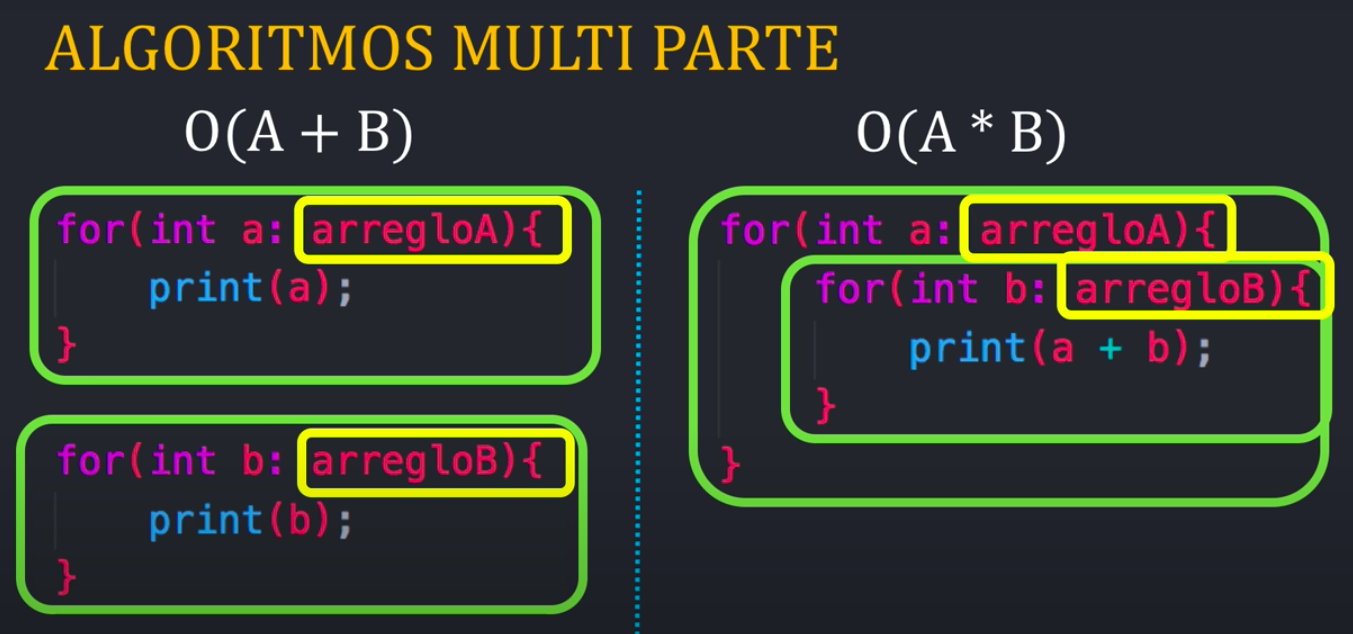 ALGORITMOS MULTI PARTE
O(A + B)
for(int a: arregloA){
print(a);
}
for(int b: arregloB){
print(b);
}
O(A * B)
for(int a: arregloA){
for(int b: arregloB){
print(a + b);
}
}